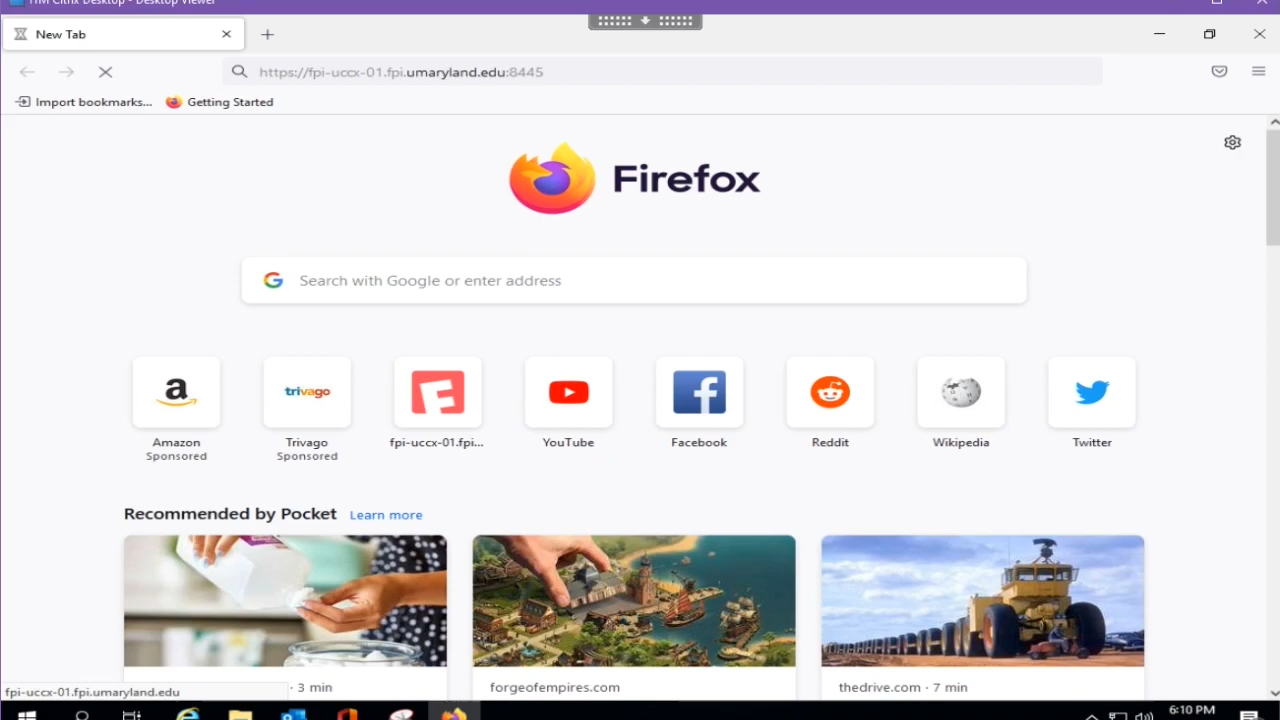 HM Citrix Desktop - Desktop Viewer
New Tab
https://fpi-uccx-01.fpi.umaryland.edu:8445
Import bookmarks... Getting Started
Firefox
Search with Google or enter address
a trivago
Amazon Trivago fpi-uccx-01.fpi... YouTube Facebook Reddit Wikipedia Twitter
Sponsored Sponsored
Recommended by Pocket Learn more
· 3 min forgeofempires.com thedrive.com · 7 min
fpi-uccx-01.fpi.umaryland.edu
6:10 PM